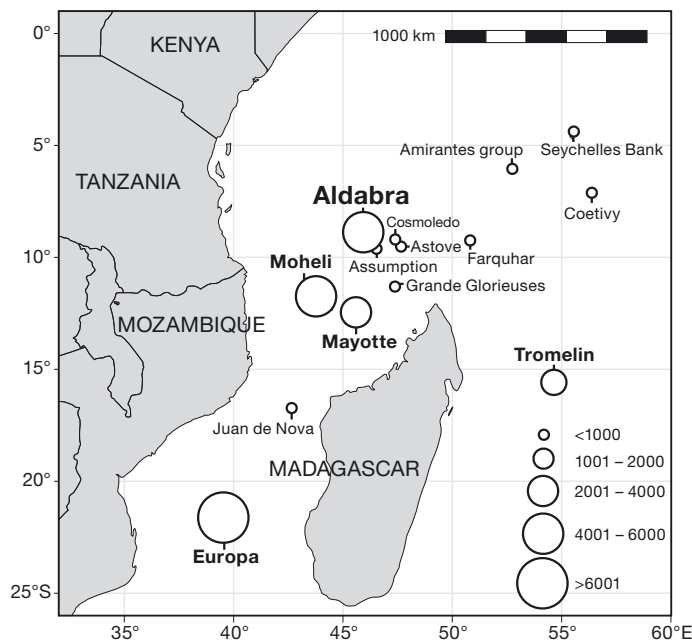 0°
KENYA
1000 km
5°
Amirantes group
Seychelles Bank
TANZANIA
Aldabra
Coetivy
Cosmoledo
Astove
10°
Moheli
Assumption
Farquhar
Grande Glorieuses
MOZAMBIQUE
Mayotte
15°
Tromelin
Juan de Nova
<1000
1001 – 2000
20°
MADAGASCAR
2001 – 4000
4001 – 6000
Europa
25°S
>6001
35°
40°
45°
50°
55°
60°E